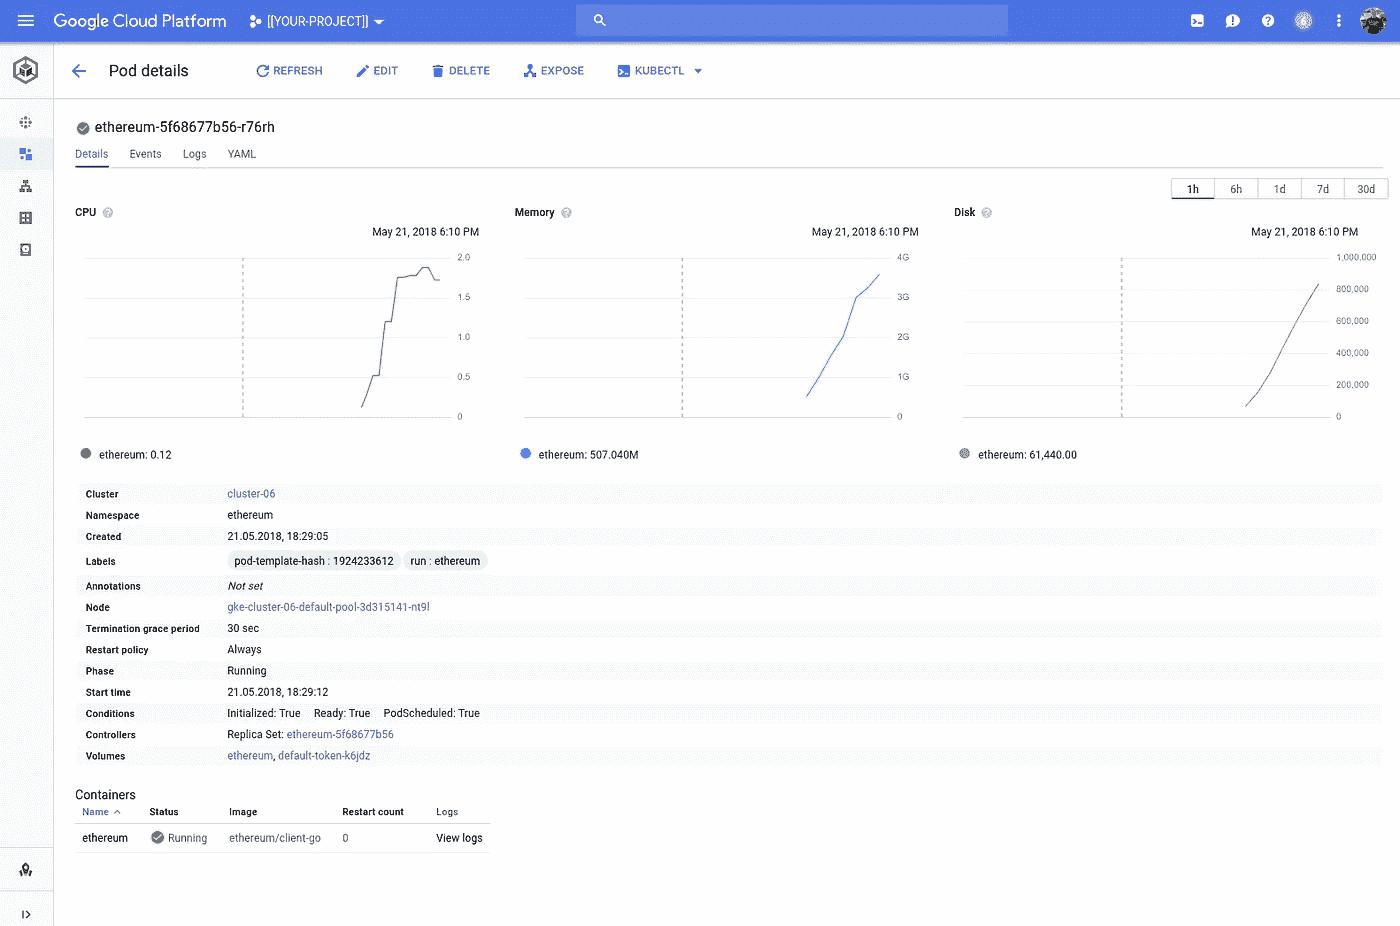 Google Cloud Platform [[YOUR-PROJECT]]
Pod details REFRESH EDIT DELETE EXPOSE KUBECTL
ethereum-5f68677b56-r76rh
Details Events Logs YAML
1h 6h 1d 7d 30d
CPU Memory Disk
May 21, 2018 6:10 PM May 21, 2018 6:10 PM May 21, 2018 6:10 PM
2.0
1.5
1.0
0.5
0
4G
3G
2G
1G
0
1,000,000
800,000
600,000
400,000
200,000
0
ethereum: 0.12 ethereum: 507.040M ethereum: 61,440.00
Cluster cluster-06
Namespace ethereum
Created 21.05.2018, 18:29:05
Labels pod-template-hash : 1924233612 run : ethereum
Annotations Not set
Node gke-cluster-06-default-pool-3d315141-nt9l
Termination grace period 30 sec
Restart policy Always
Phase Running
Start time 21.05.2018, 18:29:12
Conditions Initialized: True Ready: True PodScheduled: True
Controllers Replica Set: ethereum-5f68677b56
Volumes ethereum, default-token-k6jdz
Containers
Name Status Image Restart count Logs
ethereum Running ethereum/client-go 0 View logs